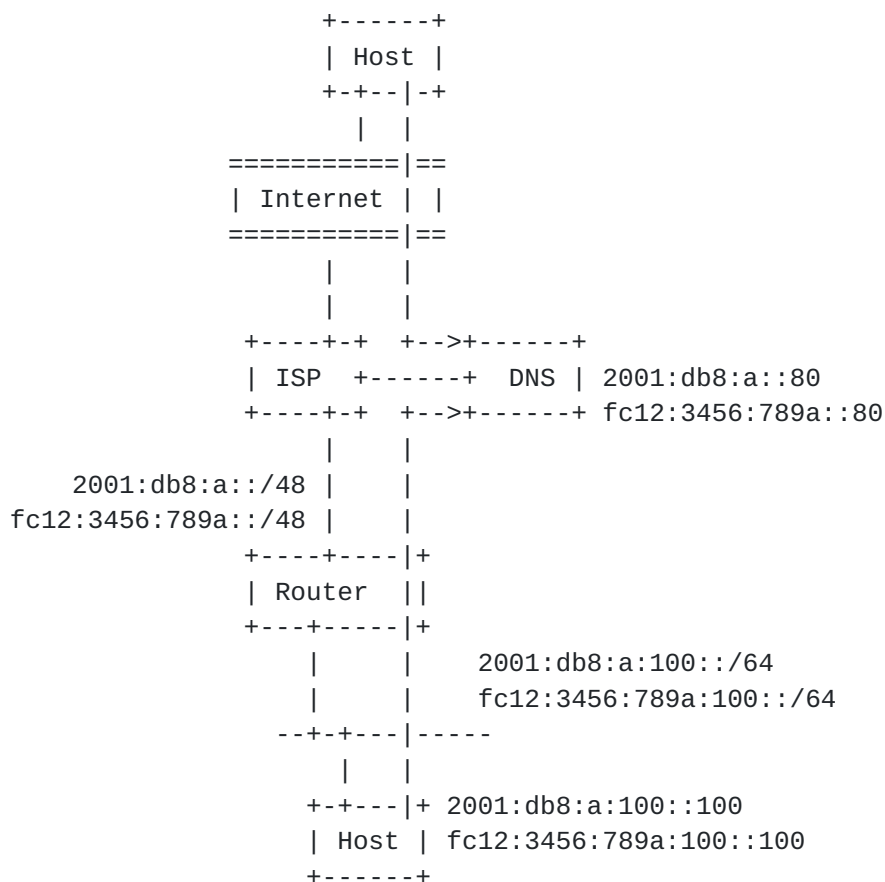 Host
Internet
ISP DNS 2001:db8:a::80
fc12:3456:789a::80
2001:db8:a::/48
fc12:3456:789a::/48
Router
2001:db8:a:100::/64
fc12:3456:789a:100::/64
2001:db8:a:100::100
Host fc12:3456:789a:100::100